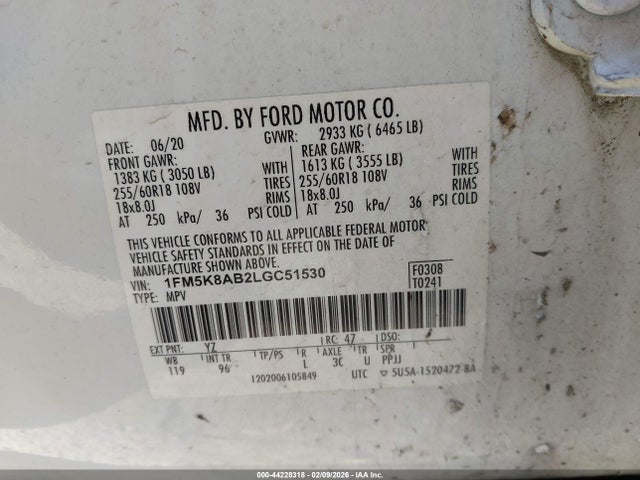 MFD. BY FORD MOTOR CO.
DATE: 06/20 GVWR: 2933 KG ( 6465 LB)
FRONT GAWR: REAR GAWR:
1383 KG ( 3050 LB) WITH 1613 KG ( 3555 LB) WITH
255/60R18 108V TIRES 255/60R18 108V TIRES
18x8.0J RIMS 18x8.0J RIMS
AT 250 kPa/ 36 PSI COLD AT 250 kPa/ 36 PSI COLD
THIS VEHICLE CONFORMS TO ALL APPLICABLE FEDERAL MOTOR
VEHICLE SAFETY STANDARDS IN EFFECT ON THE DATE OF
MANUFACTURE SHOWN ABOVE.
VIN: 1FM5K8AB2LGC51530 F0308
TYPE: MPV T0241
EXT PNT: YZ RC: 47 DSO:
WB INT TR TP/PS R AXLE TR SPR
119 96 L 3C U PPJJ
1202006105849 UTC 5U5A-1520472-BA
000-44228318 - 02/09/2026 - © IAA Inc.